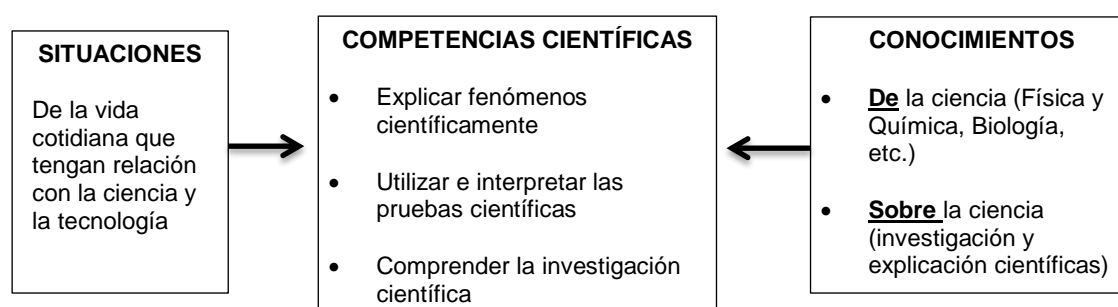 SITUACIONES
De la vida
cotidiana que
tengan relación
con la ciencia y
la tecnología
COMPETENCIAS CIENTÍFICAS
• Explicar fenómenos
científicamente
• Utilizar e interpretar las
pruebas científicas
• Comprender la investigación
científica
CONOCIMIENTOS
• De la ciencia (Física y
Química, Biología,
etc.)
• Sobre la ciencia
(investigación y
explicación científicas)